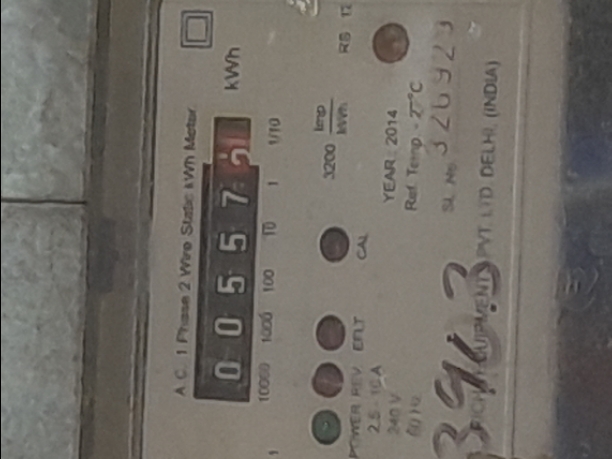 A.C. 1 Phase 2 Wire Static kWh Meter
0 0 5 5 7 kWh
10000 1000 100 10 1 1/10
3200 Imp/kWh
POWER REV EFLT CAL
2.5 - 10 A
240 V
50 Hz
YEAR : 2014
Ref. Temp - 27°C
SL. No. 326923
PVT. LTD. DELHI. (INDIA)